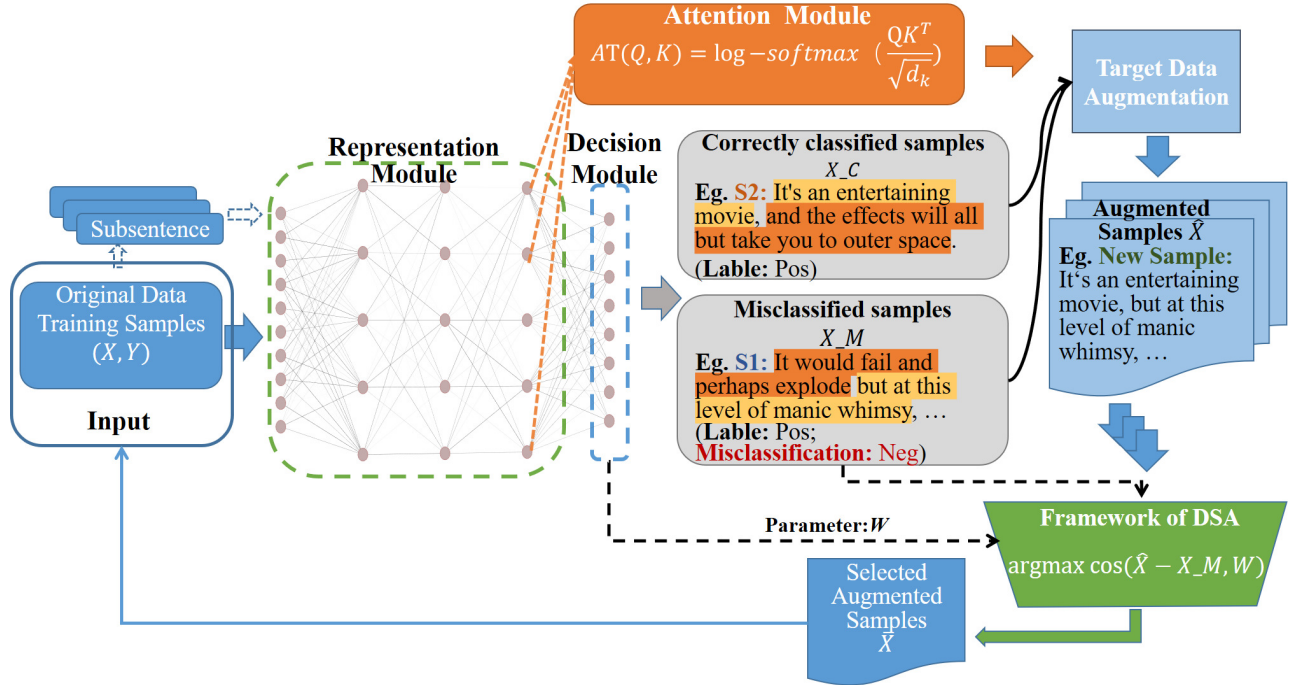 Attention Module
AT(Q, K) = log −softmax ( QK^T / √d_k )
Target Data
Augmentation
Representation
Module
Decision
Module
Correctly classified samples
X_C
Eg. S2: It's an entertaining
movie, and the effects will all
but take you to outer space.
(Lable: Pos)
Subsentence
Original Data
Training Samples
(X, Y)
Input
Misclassified samples
X_M
Eg. S1: It would fail and
perhaps explode but at this
level of manic whimsy, …
(Lable: Pos;
Misclassification: Neg)
Augmented
Samples X̂
Eg. New Sample:
It‘s an entertaining
movie, but at this
level of manic
whimsy, …
Parameter:W
Framework of DSA
argmax cos(X̂ − X_M, W)
Selected
Augmented
Samples
X̄